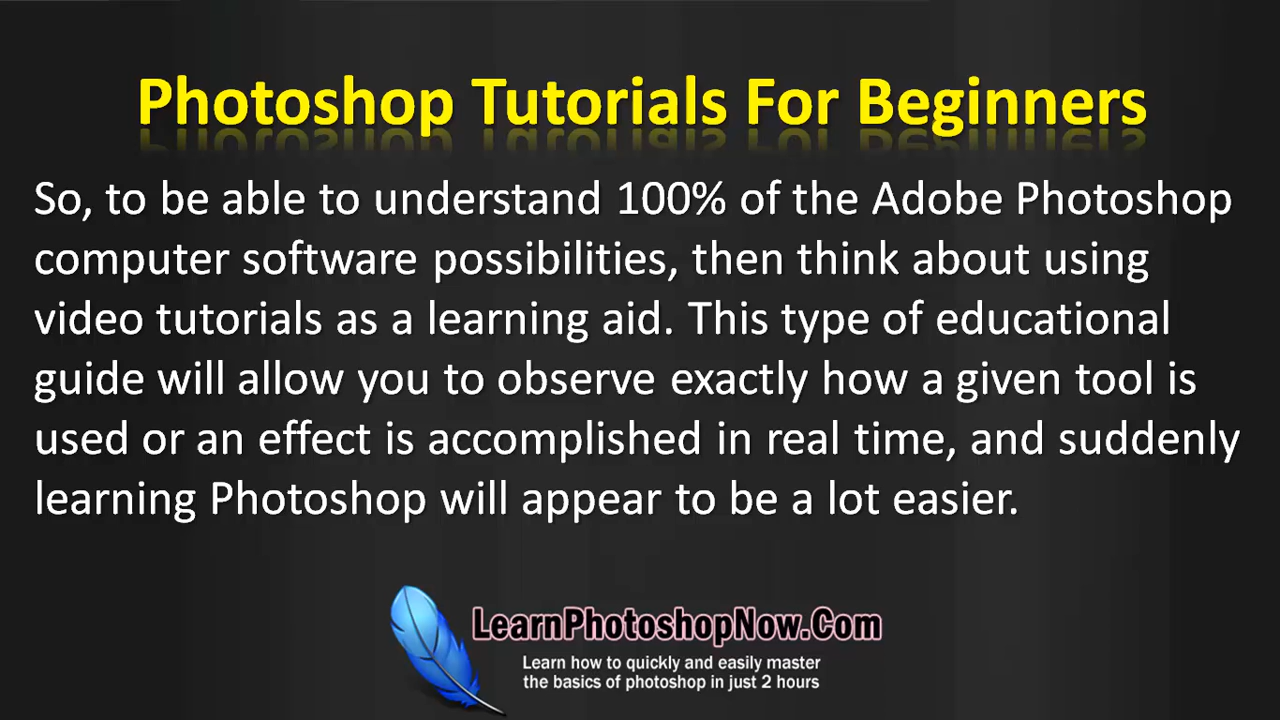 Photoshop Tutorials For Beginners
So, to be able to understand 100% of the Adobe Photoshop
computer software possibilities, then think about using
video tutorials as a learning aid. This type of educational
guide will allow you to observe exactly how a given tool is
used or an effect is accomplished in real time, and suddenly
learning Photoshop will appear to be a lot easier.
LearnPhotoshopNow.Com
Learn how to quickly and easily master
the basics of photoshop in just 2 hours